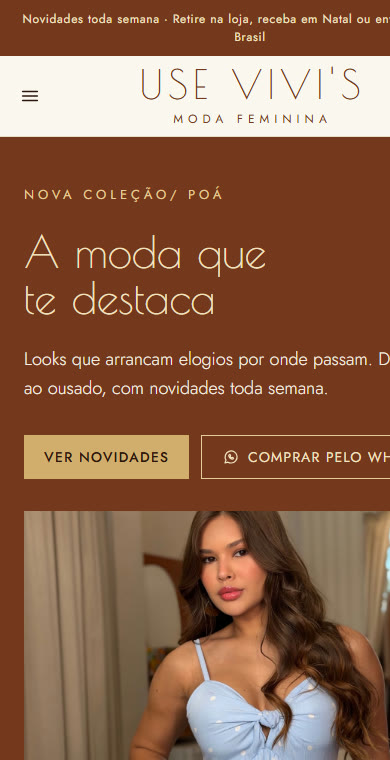 Novidades toda semana · Retire na loja, receba em Natal ou en
Brasil
USE VIVI'S
MODA FEMININA
NOVA COLEÇÃO/ POÁ
A moda que
te destaca
Looks que arrancam elogios por onde passam. D
ao ousado, com novidades toda semana.
VER NOVIDADES
COMPRAR PELO WH